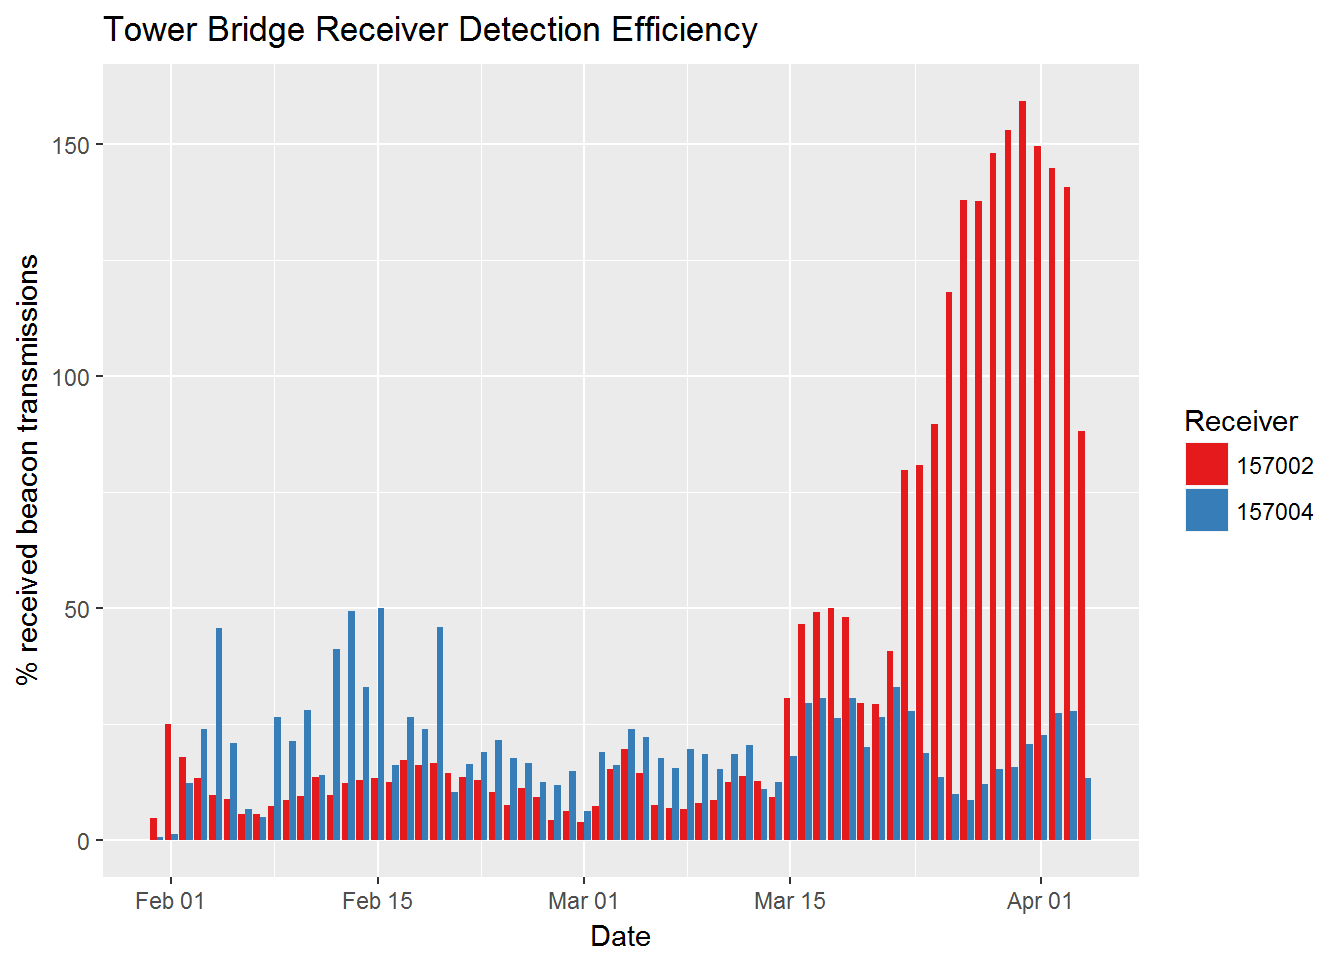 Tower Bridge Receiver Detection Efficiency
% received beacon transmissions
150
100
50
0
Feb 01
Feb 15
Mar 01
Mar 15
Apr 01
Date
Receiver
157002
157004